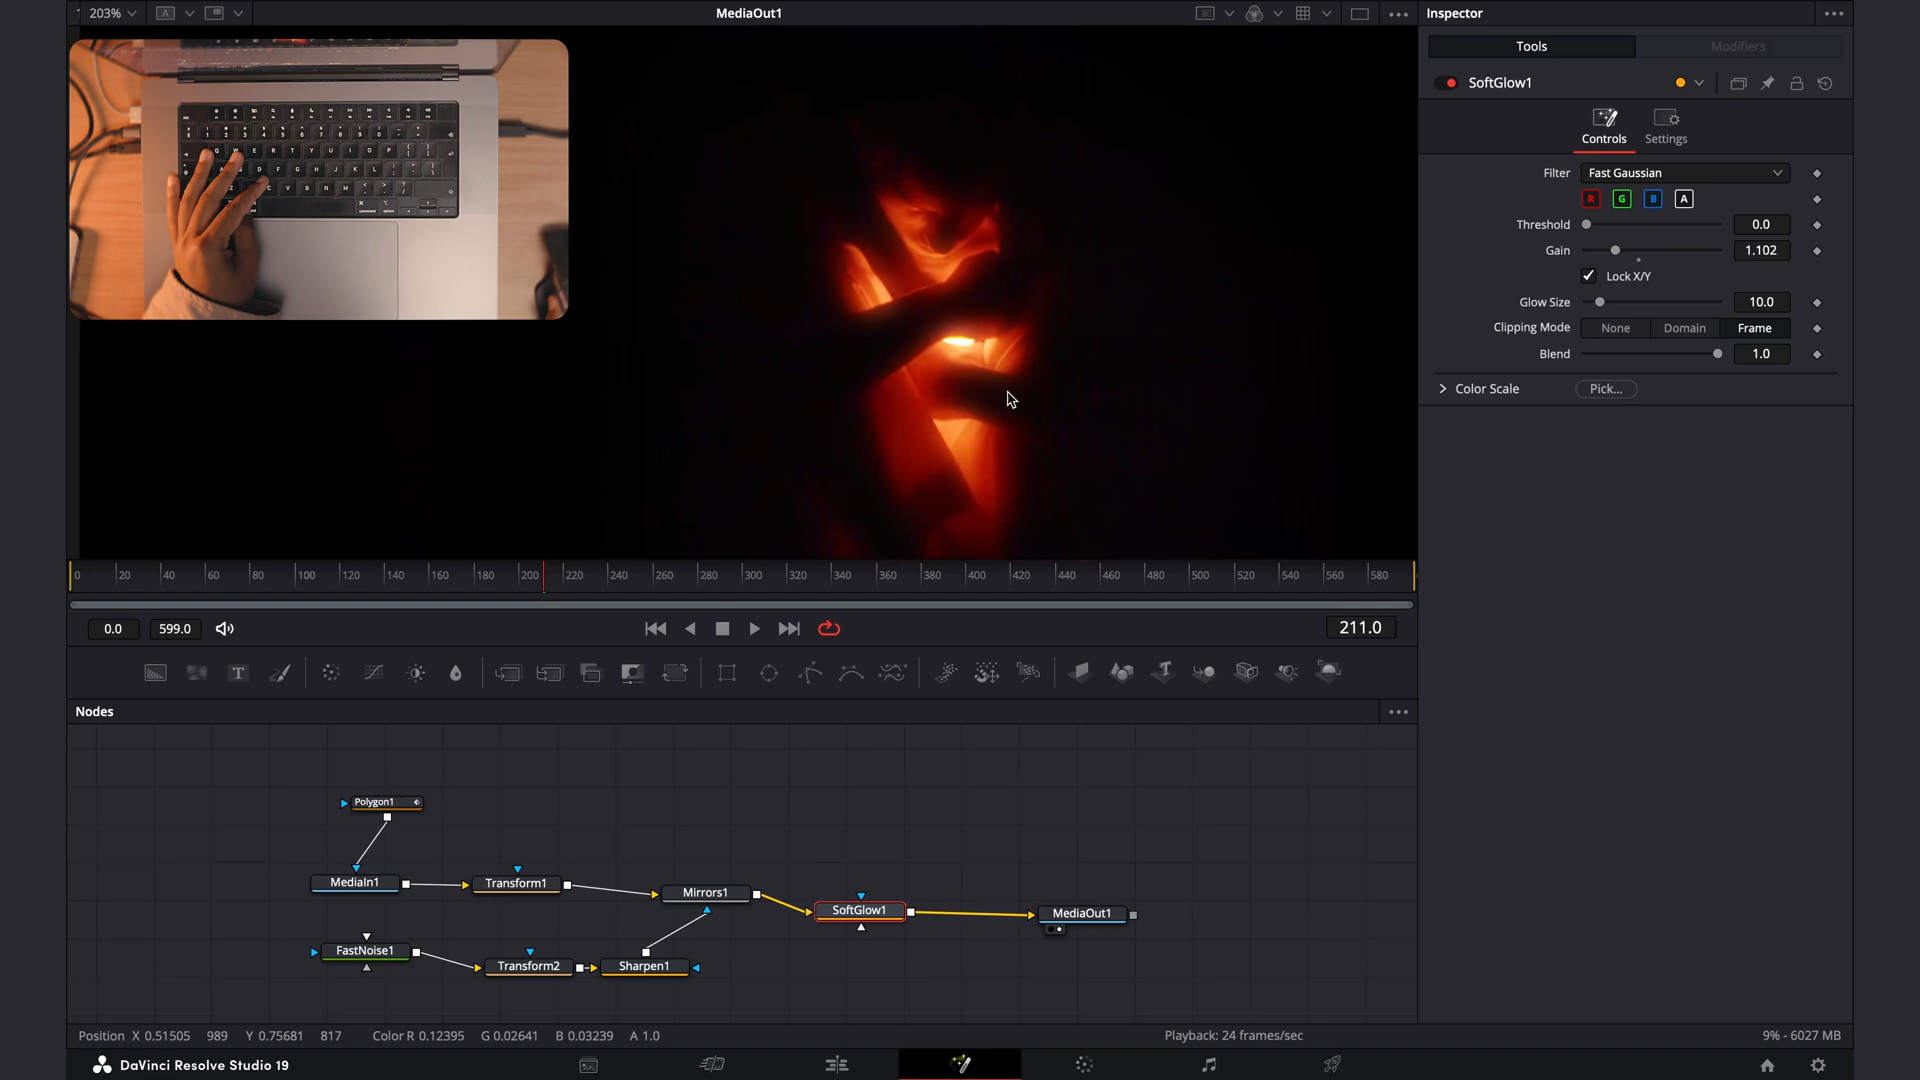 203%
A
MediaOut1
Inspector
Tools
Modifiers
SoftGlow1
Controls
Settings
Filter
Fast Gaussian
R
G
B
A
Threshold
0.0
Gain
1.102
Lock X/Y
Glow Size
10.0
Clipping Mode
None
Domain
Frame
Blend
1.0
Color Scale
Pick...
0 20 40 60 80 100 120 140 160 180 200 220 240 260 280 300 320 340 360 380 400 420 440 460 480 500 520 540 560 580
0.0
599.0
211.0
T
Nodes
Polygon1
MediaIn1
Transform1
Mirrors1
SoftGlow1
MediaOut1
FastNoise1
Transform2
Sharpen1
Position X 0.51505 989 Y 0.75681 817 Color R 0.12395 G 0.02641 B 0.03239 A 1.0
Playback: 24 frames/sec
9% - 6027 MB
DaVinci Resolve Studio 19